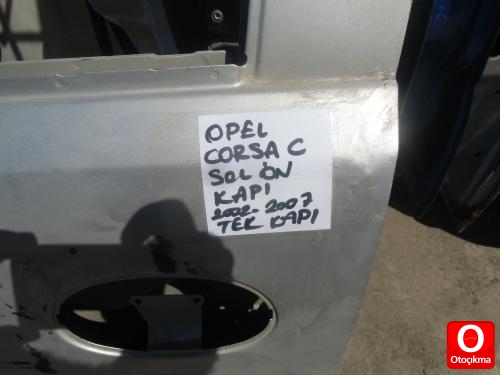 OPEL
CORSA C
SOL ÖN
KAPI
2002-2007
TEK KAPI
O
Otoçıkma